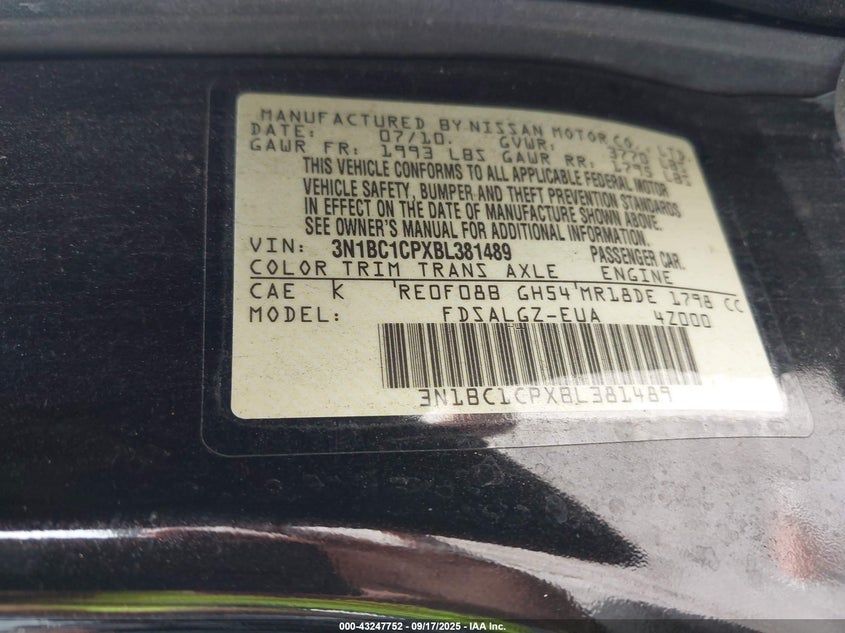 MANUFACTURED BY NISSAN MOTOR CO., LTD.
DATE: 07/10. GVWR: 3770 LBS
GAWR FR: 1993 LBS GAWR RR: 1795 LBS
THIS VEHICLE CONFORMS TO ALL APPLICABLE FEDERAL MOTOR
VEHICLE SAFETY, BUMPER AND THEFT PREVENTION STANDARDS
IN EFFECT ON THE DATE OF MANUFACTURE SHOWN ABOVE.
SEE OWNER'S MANUAL FOR ADDITIONAL INFORMATION.
VIN: 3N1BC1CPXBL381489 PASSENGER CAR.
COLOR TRIM TRANS AXLE ENGINE
CAE K 'RE0F08B GH54'MR18DE 1798 CC
MODEL: FDSALGZ-EUA 4Z000
3N1BC1CPXBL381489
000-43247752 - 09/17/2025 - IAA Inc.